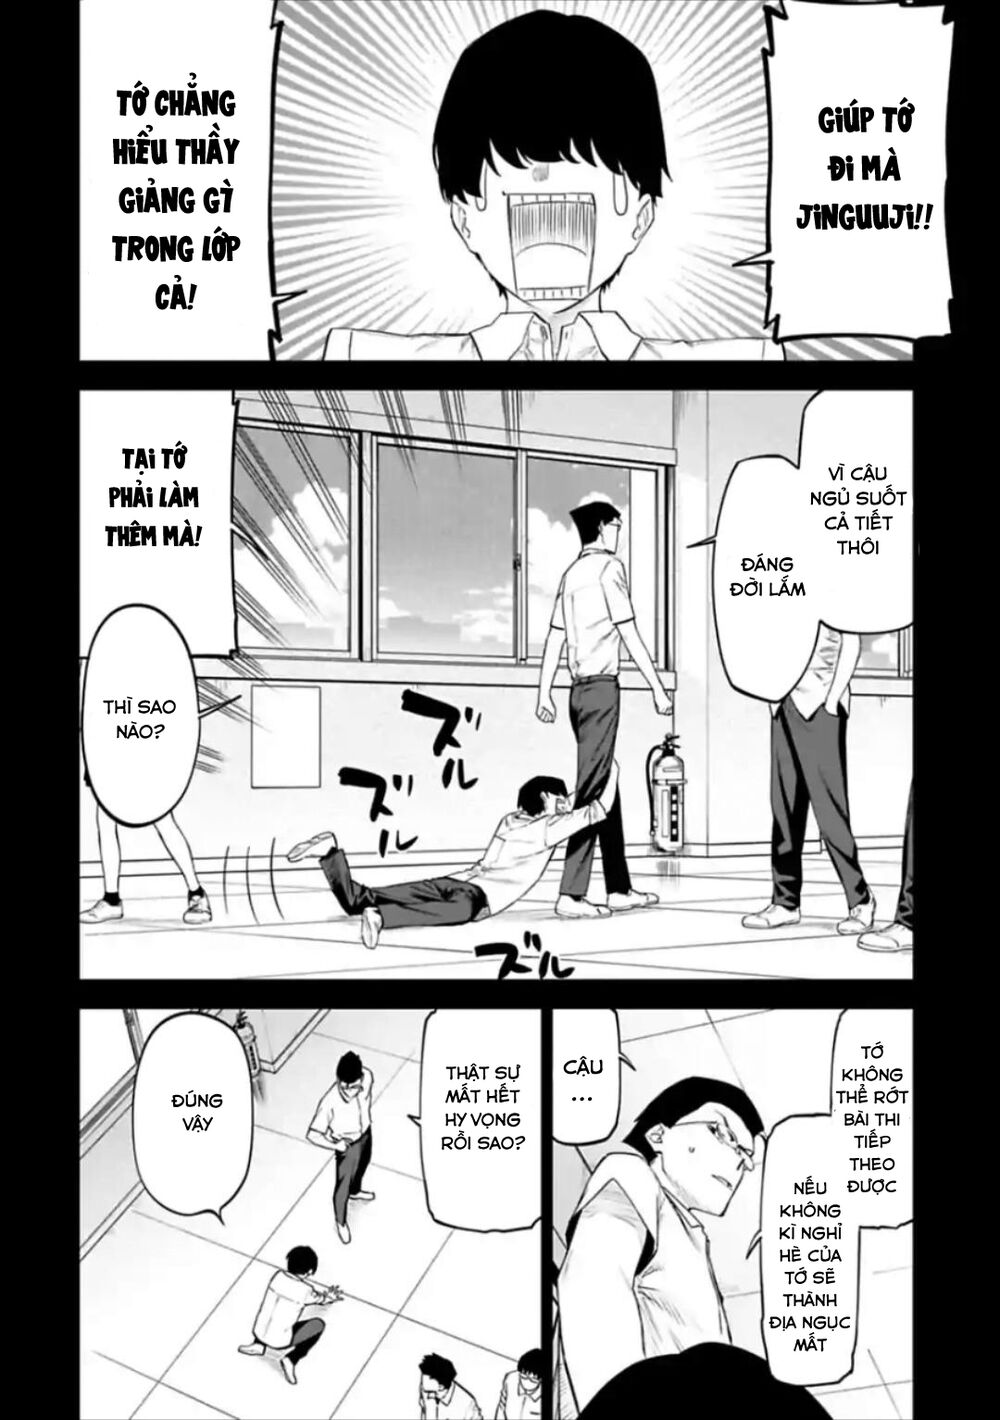 GIÚP TỚ
ĐI MÀ
JINGUUJI!!
TỚ CHẲNG
HIỂU THẦY
GIẢNG GÌ
TRONG LỚP
CẢ!
VÌ CẬU
NGỦ SUỐT
CẢ TIẾT
THÔI
ĐÁNG
ĐỜI LẮM
TẠI TỚ
PHẢI LÀM
THÊM MÀ!
THÌ SAO
NÀO?
ズル
ズル
ズル
TỚ
KHÔNG
THỂ RỚT
BÀI THI
TIẾP
THEO
ĐƯỢC
NẾU
KHÔNG
KÌ NGHỈ
HÈ CỦA
TỚ SẼ
THÀNH
ĐỊA NGỤC
MẤT
CẬU
...
THẬT SỰ
MẤT HẾT
HY VỌNG
RỒI SAO?
ĐÚNG
VẬY